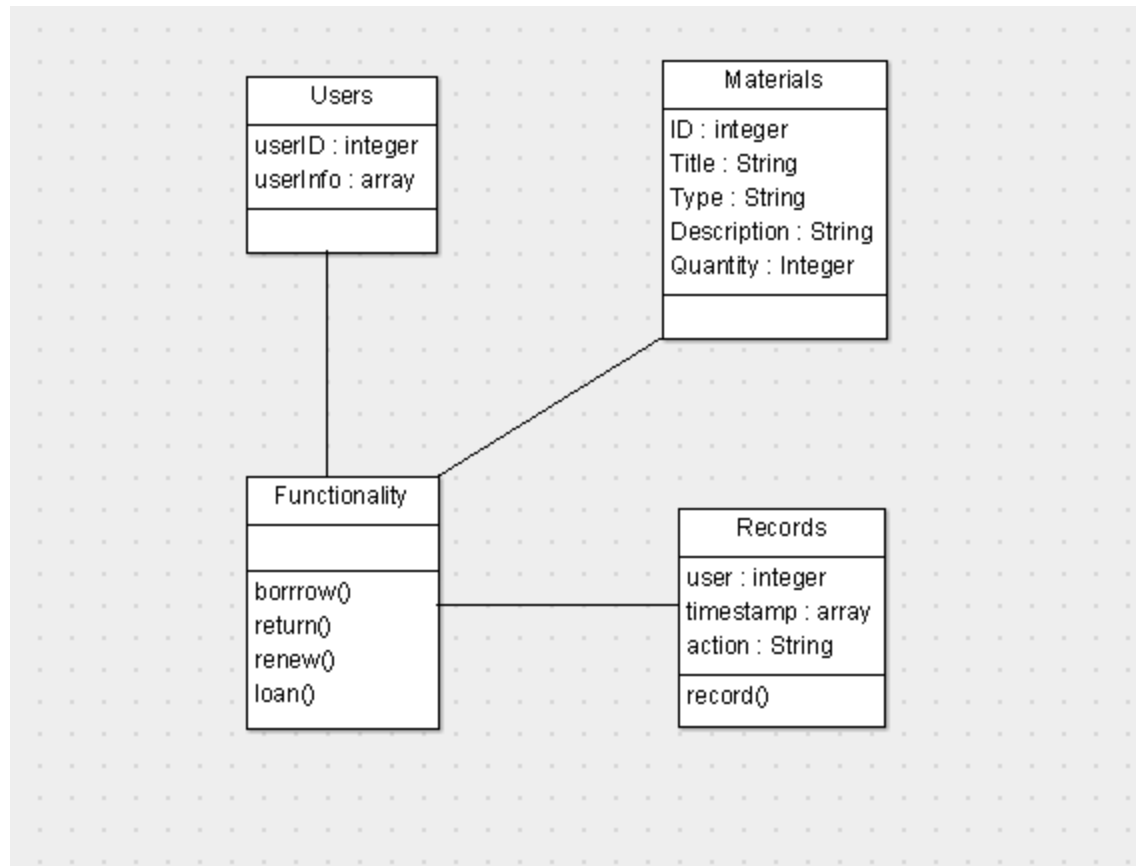 Users
userID : integer
userInfo : array
Materials
ID : integer
Title : String
Type : String
Description : String
Quantity : Integer
Functionality
borrrow()
return()
renew()
loan()
Records
user : integer
timestamp : array
action : String
record()